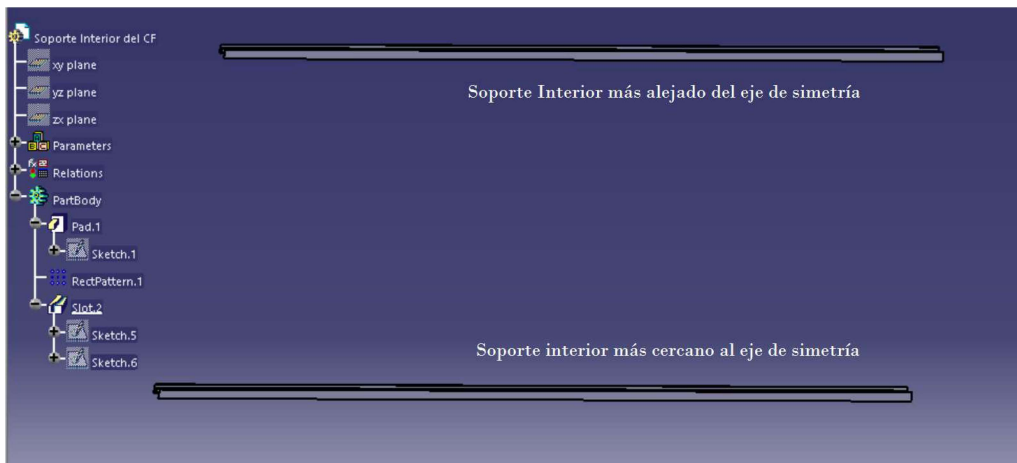 Soporte Interior del CF
xy plane
yz plane
zx plane
Parameters
Relations
PartBody
Pad.1
Sketch.1
RectPattern.1
Slot.2
Sketch.5
Sketch.6
Soporte Interior más alejado del eje de simetría
Soporte interior más cercano al eje de simetría